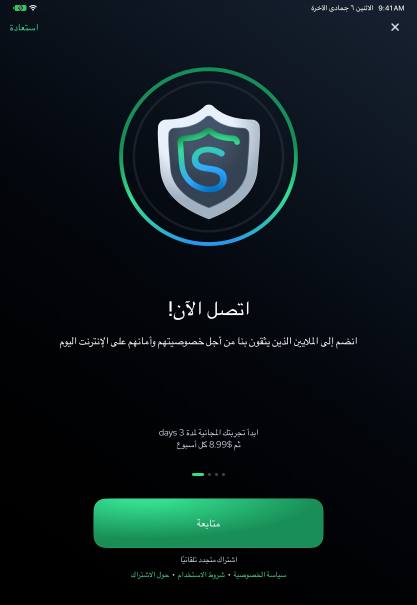 9:41 AM الاثنين ٦ جمادى الآخرة
استعادة
اتصل الآن!
انضم إلى الملايين الذين يثقون بنا من أجل خصوصيتهم وأمانهم على الإنترنت اليوم
ابدأ تجربتك المجانية لمدة 3 days
ثم 8.99$ كل أسبوع
متابعة
اشتراك متجدد تلقائيًا
سياسة الخصوصية • شروط الاستخدام • حول الاشتراك